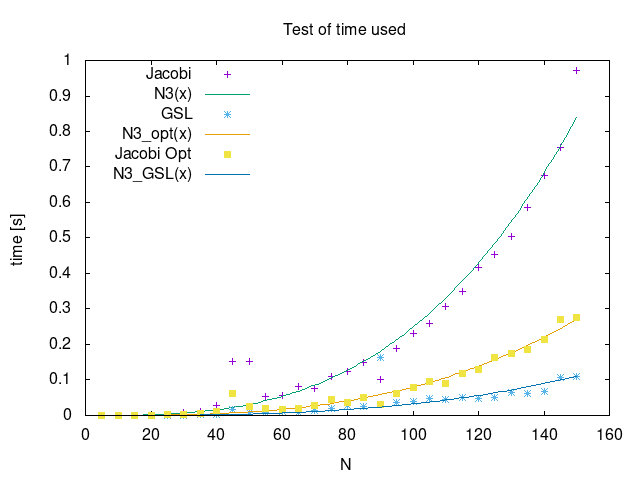 Test of time used
1
0.9
0.8
0.7
0.6
0.5
0.4
0.3
0.2
0.1
0
time [s]
Jacobi
N3(x)
GSL
N3_opt(x)
Jacobi Opt
N3_GSL(x)
0 20 40 60 80 100 120 140 160
N